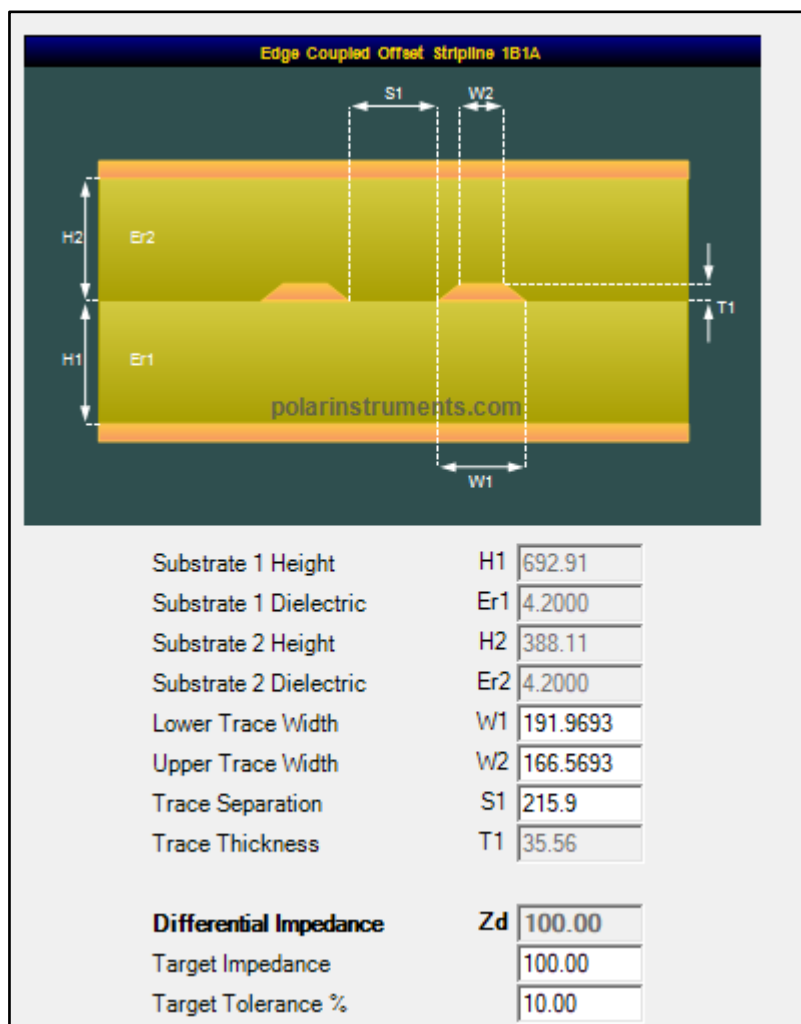 Edge Coupled Offset Stripline 1B1A
S1 W2
H2 Er2
T1
H1 Er1
polarinstruments.com
W1
Substrate 1 Height H1 692.91
Substrate 1 Dielectric Er1 4.2000
Substrate 2 Height H2 388.11
Substrate 2 Dielectric Er2 4.2000
Lower Trace Width W1 191.9693
Upper Trace Width W2 166.5693
Trace Separation S1 215.9
Trace Thickness T1 35.56
Differential Impedance Zd 100.00
Target Impedance 100.00
Target Tolerance % 10.00